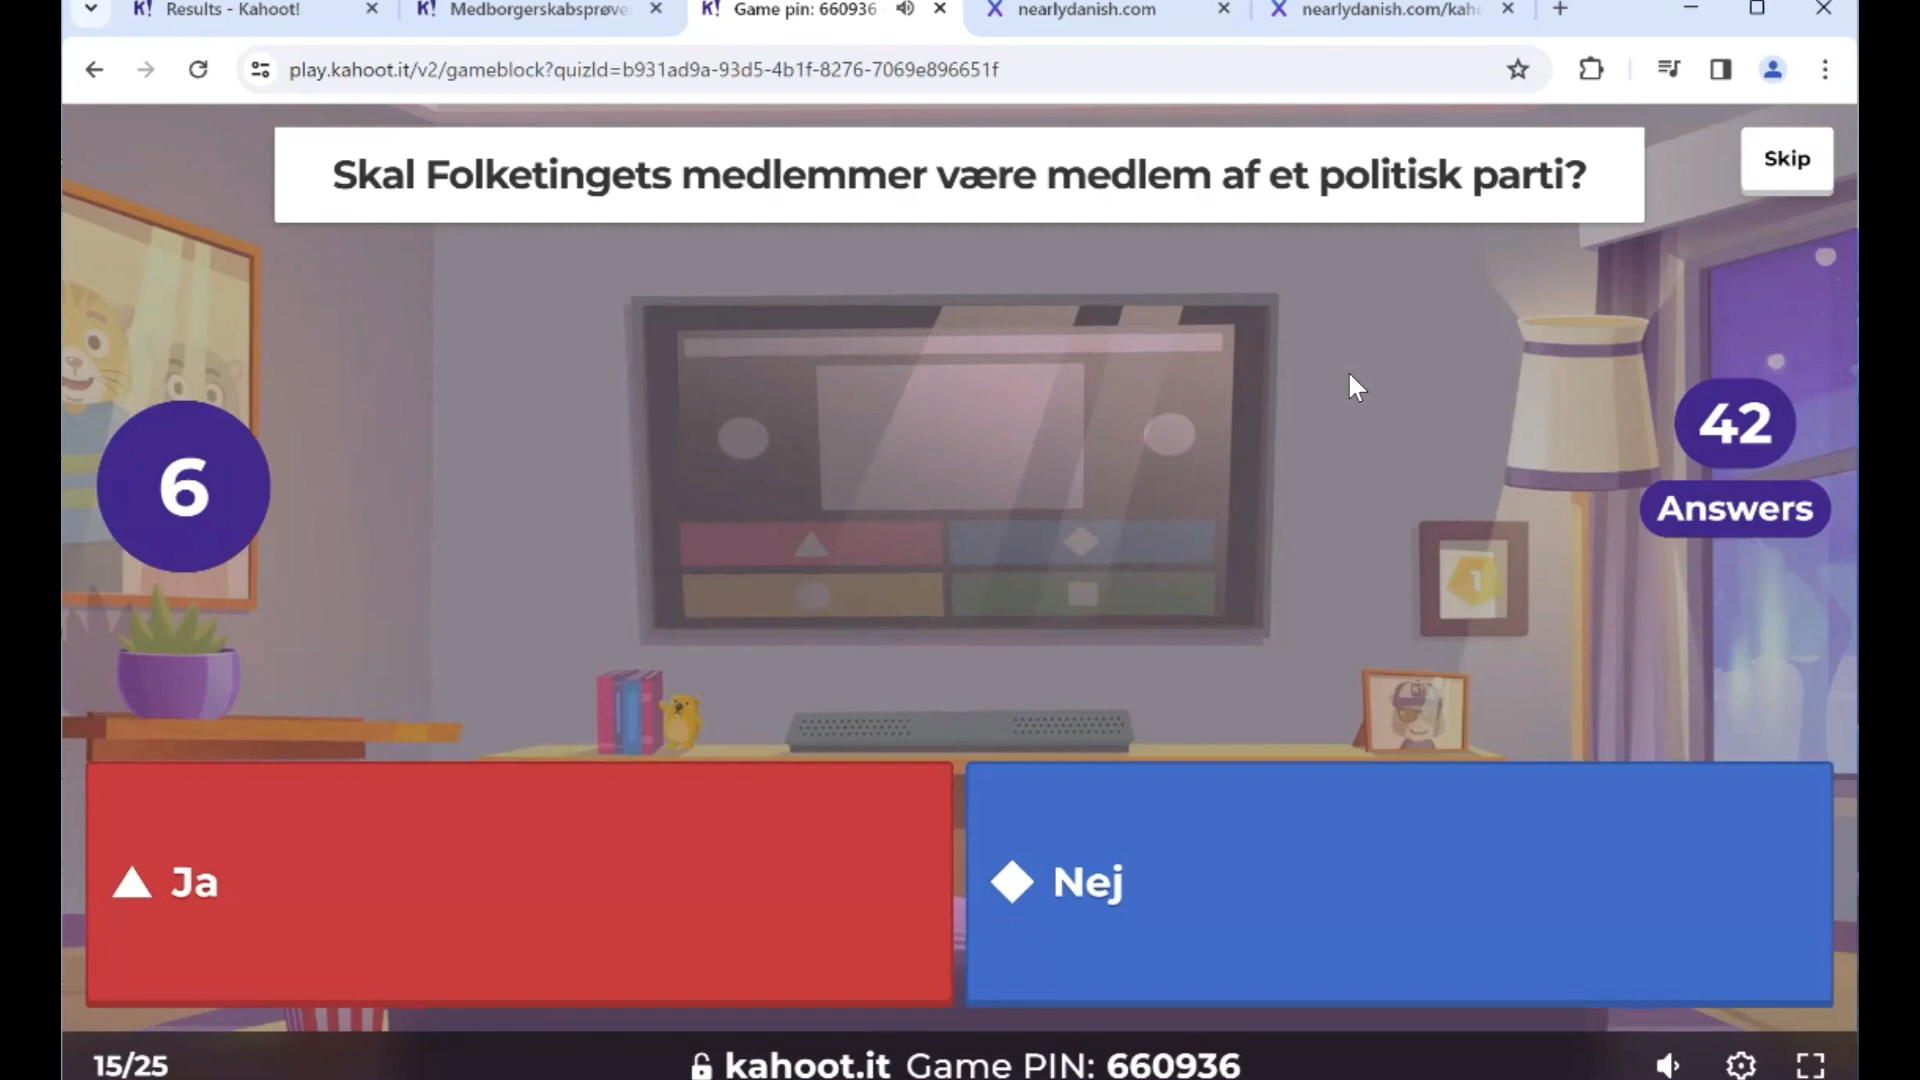 K! Results - Kahoot!
K! Medborgerskabsprøve
K! Game pin: 660936
X nearlydanish.com
X nearlydanish.com/kaho
play.kahoot.it/v2/gameblock?quizId=b931ad9a-93d5-4b1f-8276-7069e896651f
Skal Folketingets medlemmer være medlem af et politisk parti?
Skip
6
42
Answers
1
Ja
Nej
15/25
kahoot.it Game PIN: 660936